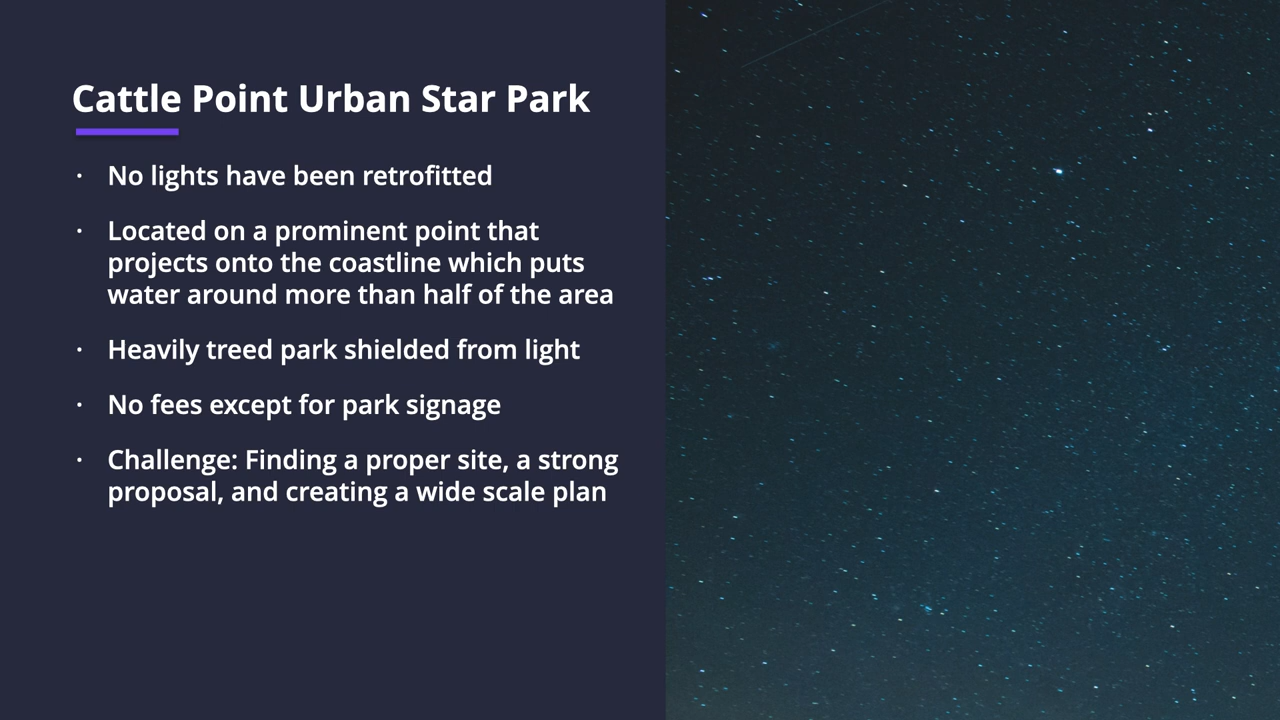 Cattle Point Urban Star Park
· No lights have been retrofitted
· Located on a prominent point that
projects onto the coastline which puts
water around more than half of the area
· Heavily treed park shielded from light
· No fees except for park signage
· Challenge: Finding a proper site, a strong
proposal, and creating a wide scale plan